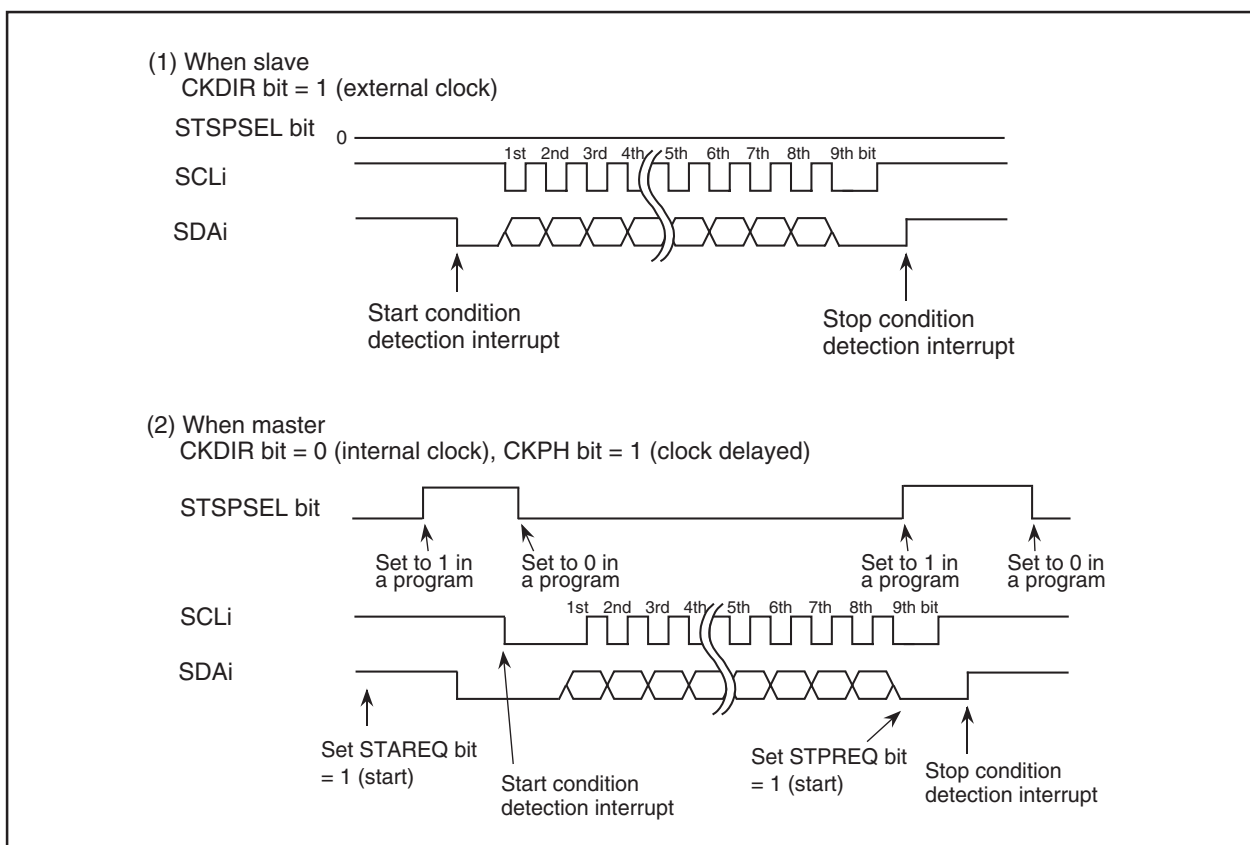 (1) When slave
CKDIR bit = 1 (external clock)
STSPSEL bit
0
1st 2nd 3rd 4th 5th 6th 7th 8th 9th bit
SCLi
SDAi
Start condition
detection interrupt
Stop condition
detection interrupt
(2) When master
CKDIR bit = 0 (internal clock), CKPH bit = 1 (clock delayed)
STSPSEL bit
Set to 1 in
a program
Set to 0 in
a program
Set to 1 in
a program
Set to 0 in
a program
1st 2nd 3rd 4th 5th 6th 7th 8th 9th bit
SCLi
SDAi
Set STAREQ bit
= 1 (start)
Start condition
detection interrupt
Set STPREQ bit
= 1 (start)
Stop condition
detection interrupt